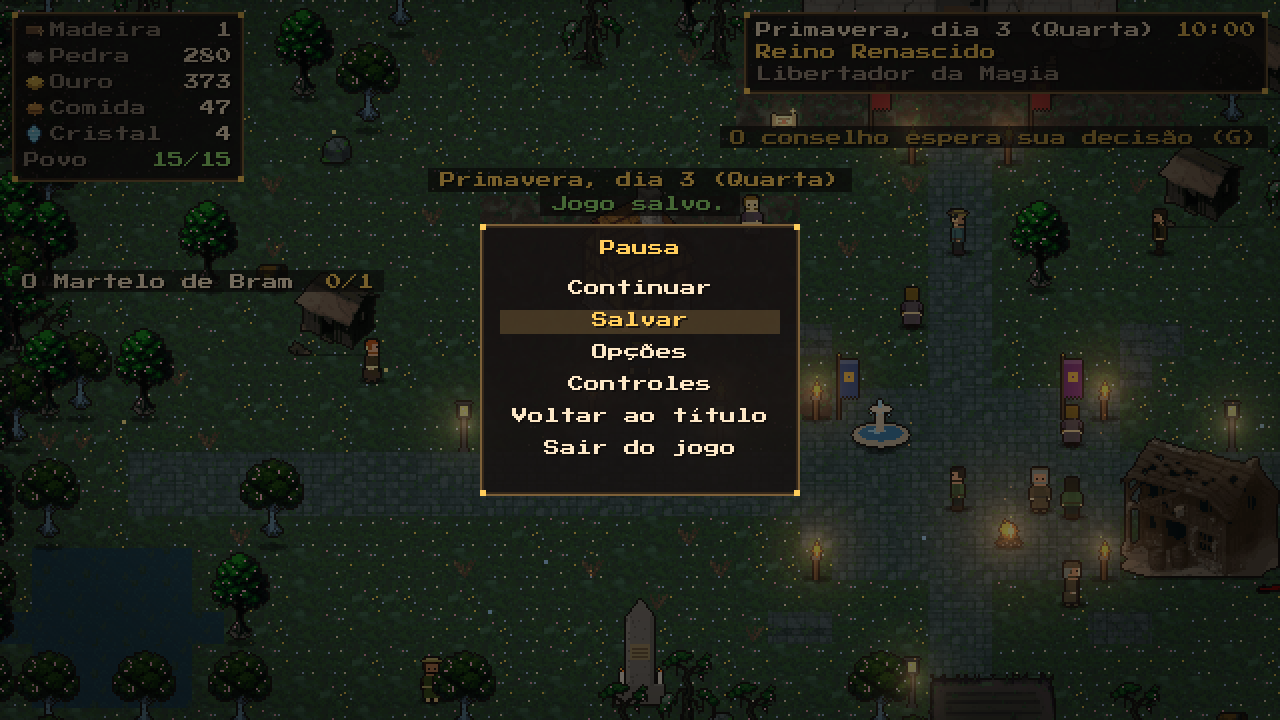 Madeira 1
Pedra 280
Ouro 373
Comida 47
Cristal 4
Povo 15/15
Primavera, dia 3 (Quarta) 10:00
Reino Renascido
Libertador da Magia
O conselho espera sua decisão (G)
Primavera, dia 3 (Quarta)
Jogo salvo.
O Martelo de Bram 0/1
Pausa
Continuar
Salvar
Opções
Controles
Voltar ao título
Sair do jogo